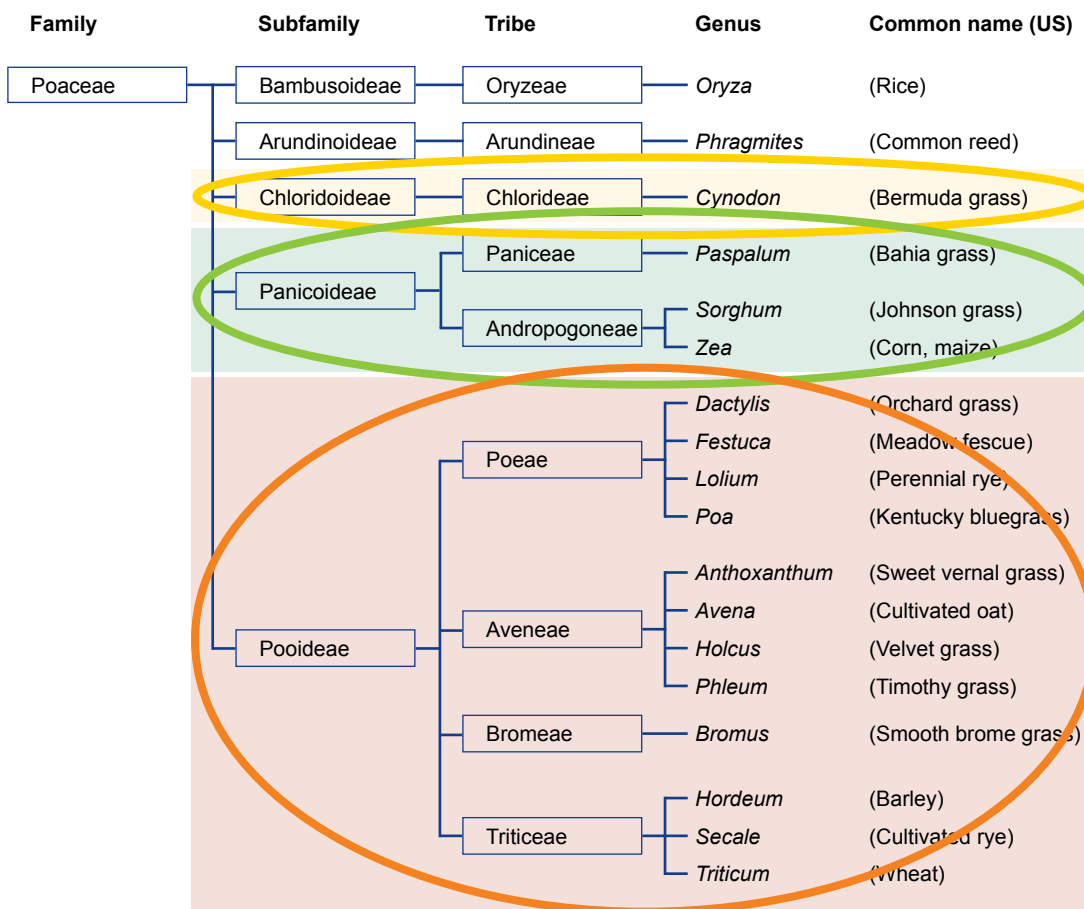 Family Subfamily Tribe Genus Common name (US)
Poaceae Bambusoideae Oryzeae Oryza (Rice)
Arundinoideae Arundineae Phragmites (Common reed)
Chloridoideae Chlorideae Cynodon (Bermuda grass)
Paniceae Paspalum (Bahia grass)
Panicoideae
Sorghum (Johnson grass)
Andropogoneae
Zea (Corn, maize)
Dactylis (Orchard grass)
Festuca (Meadow fescue)
Poeae
Lolium (Perennial rye)
Poa (Kentucky bluegrass)
Anthoxanthum (Sweet vernal grass)
Avena (Cultivated oat)
Aveneae
Pooideae Holcus (Velvet grass)
Phleum (Timothy grass)
Bromeae Bromus (Smooth brome grass)
Hordeum (Barley)
Triticeae Secale (Cultivated rye)
Triticum (Wheat)